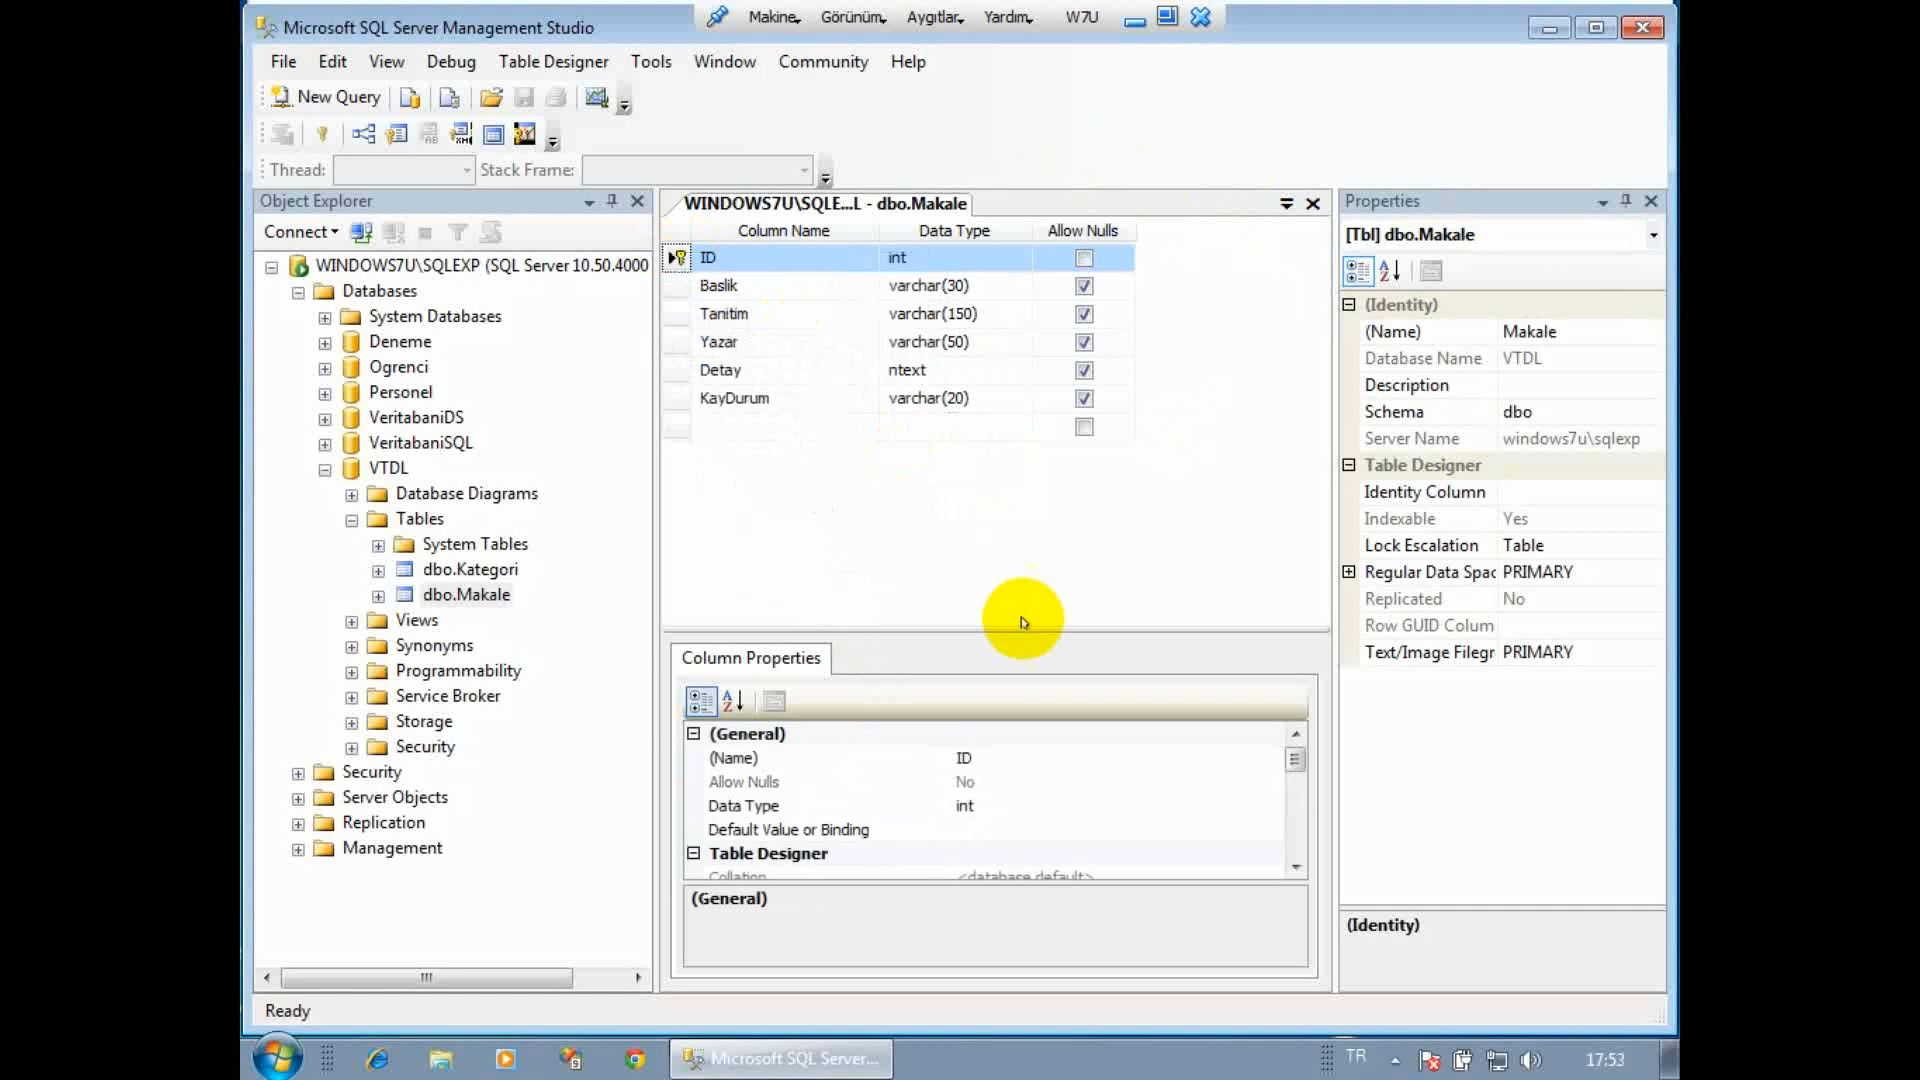 Makine
Görünüm
Aygıtlar
Yardım
W7U
Microsoft SQL Server Management Studio
File Edit View Debug Table Designer Tools Window Community Help
New Query
Thread:
Stack Frame:
Object Explorer
Connect
WINDOWS7U\SQLEXP (SQL Server 10.50.4000
Databases
System Databases
Deneme
Ogrenci
Personel
VeritabaniDS
VeritabaniSQL
VTDL
Database Diagrams
Tables
System Tables
dbo.Kategori
dbo.Makale
Views
Synonyms
Programmability
Service Broker
Storage
Security
Security
Server Objects
Replication
Management
WINDOWS7U\SQLE...L - dbo.Makale
Column Name Data Type Allow Nulls
ID int
Baslik varchar(30)
Tanitim varchar(150)
Yazar varchar(50)
Detay ntext
KayDurum varchar(20)
Column Properties
(General)
(Name) ID
Allow Nulls No
Data Type int
Default Value or Binding
Table Designer
Collation <database default>
(General)
Properties
[Tbl] dbo.Makale
(Identity)
(Name) Makale
Database Name VTDL
Description
Schema dbo
Server Name windows7u\sqlexp
Table Designer
Identity Column
Indexable Yes
Lock Escalation Table
Regular Data Spac PRIMARY
Replicated No
Row GUID Colum
Text/Image Filegr PRIMARY
(Identity)
Ready
Microsoft SQL Server...
TR
17:53